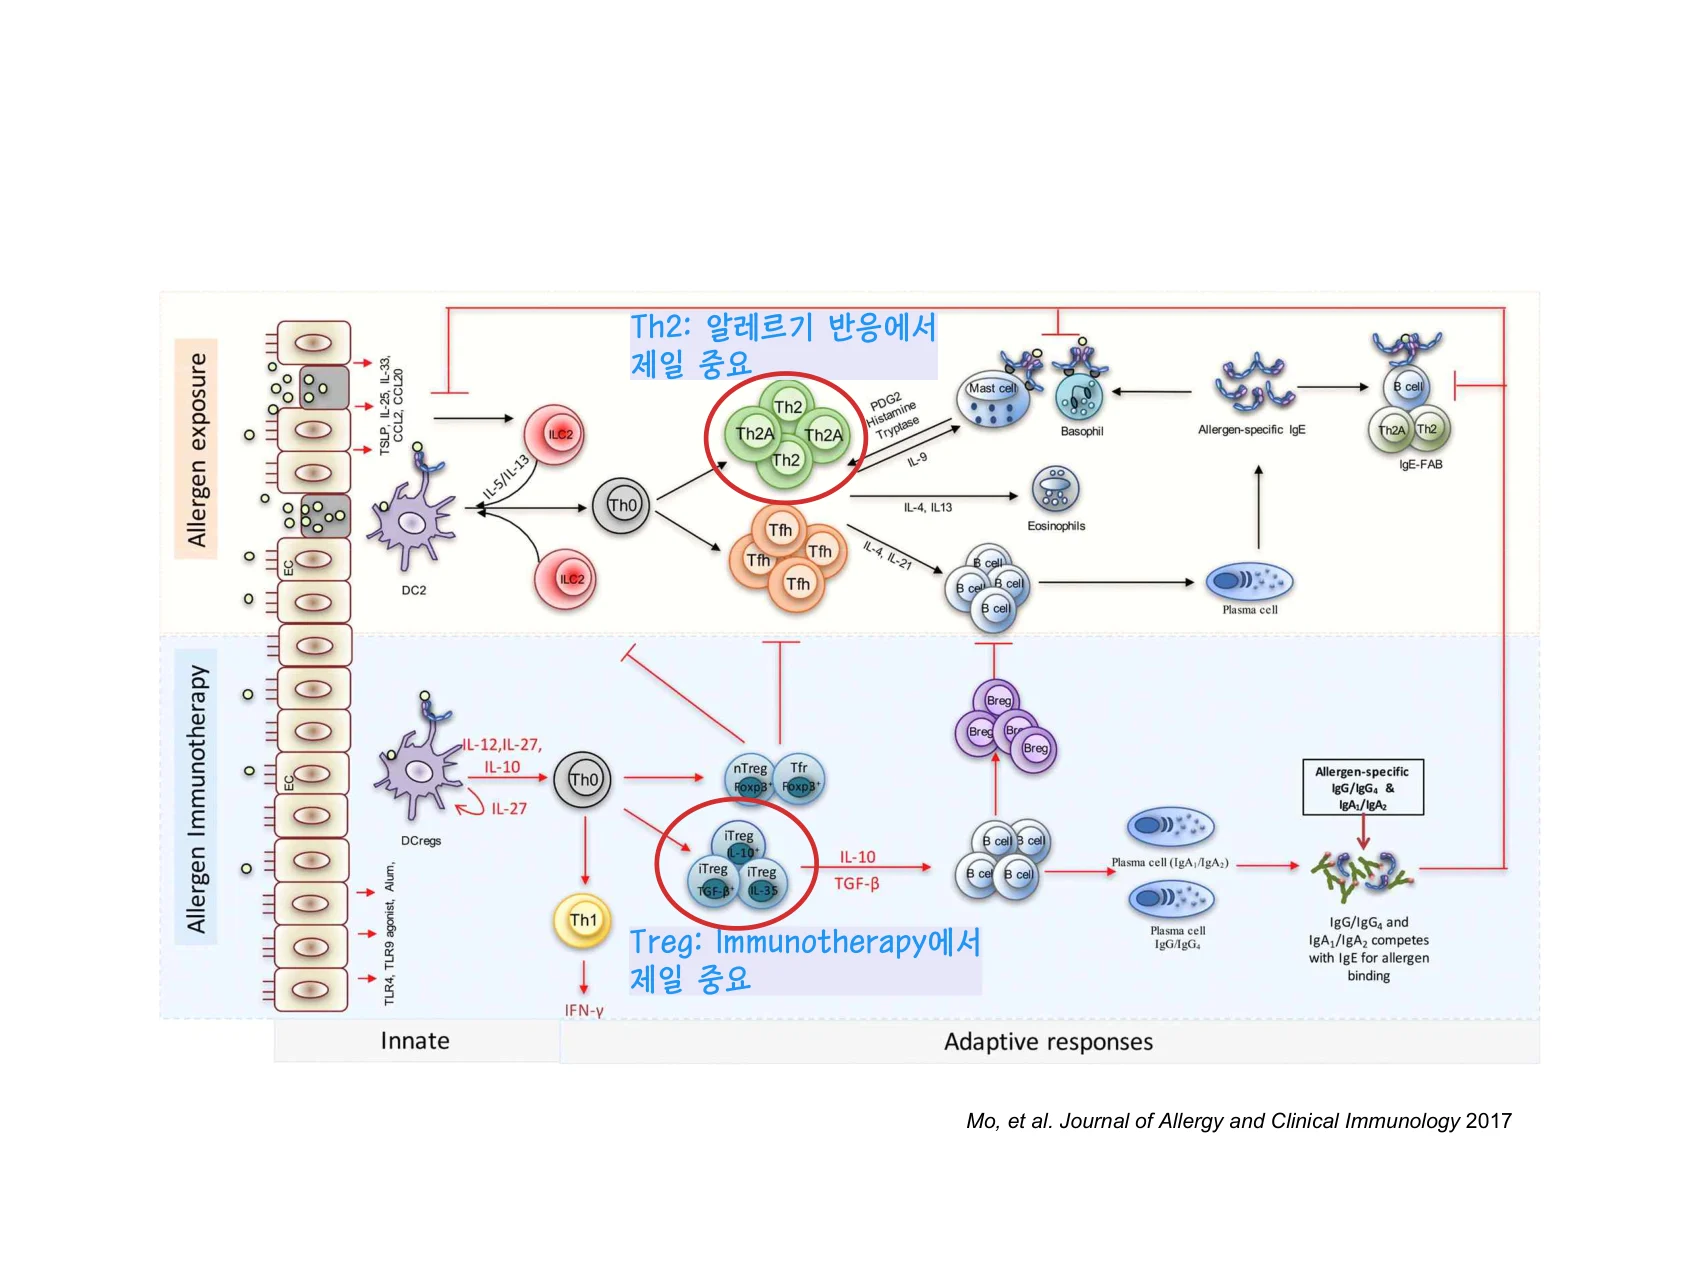 Allergen exposure
TSLP, IL-25, IL-33,
CCL2, CCL20
EC
DC2
ILC2
IL-5/IL-13
ILC2
Th0
Th2: 알레르기 반응에서
제일 중요
Th2
Th2A
Th2A
Th2
Tfh
Tfh
Tfh
Tfh
PDG2
Histamine
Tryptase
IL-9
IL-4, IL13
IL-4, IL-21
Mast cell
Basophil
Eosinophils
B cell
B cell
B cell
B cell
Plasma cell
Allergen-specific IgE
B cell
Th2A
Th2
IgE-FAB
Allergen Immunotherapy
EC
TLR4, TLR9 agonist, Alum,
DCregs
IL-12,IL-27,
IL-10
IL-27
Th0
Th1
IFN-γ
nTreg
Foxp3⁺
Tfr
Foxp3⁺
iTreg
IL-10⁺
iTreg
TGF-β⁺
iTreg
IL-35
Treg: Immunotherapy에서
제일 중요
IL-10
TGF-β
Breg
Breg
Breg
Breg
B cell
B cell
B cell
B cell
Plasma cell (IgA₁/IgA₂)
Plasma cell
IgG/IgG₄
Allergen-specific
IgG/IgG₄ &
IgA₁/IgA₂
IgG/IgG₄ and
IgA₁/IgA₂ competes
with IgE for allergen
binding
Innate
Adaptive responses
Mo, et al. Journal of Allergy and Clinical Immunology 2017